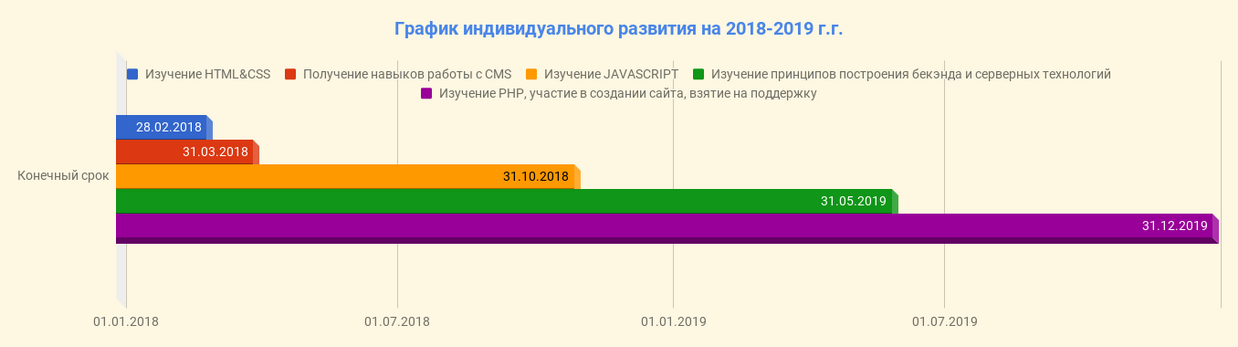 График индивидуального развития на 2018-2019 г.г.
Изучение HTML&CSS Получение навыков работы с CMS Изучение JAVASCRIPT Изучение принципов построения бекэнда и серверных технологий
Изучение PHP, участие в создании сайта, взятие на поддержку
28.02.2018
31.03.2018
Конечный срок 31.10.2018
31.05.2019
31.12.2019
01.01.2018 01.07.2018 01.01.2019 01.07.2019